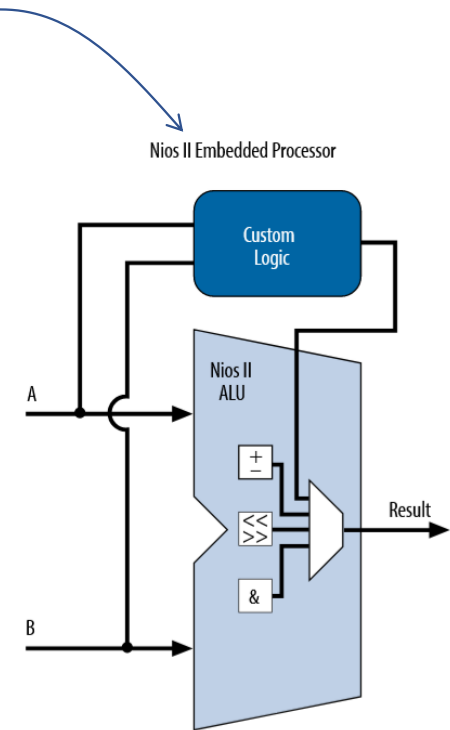 Nios II Embedded Processor
Custom
Logic
Nios II
ALU
A
+
−
<<
>>
Result
&
B